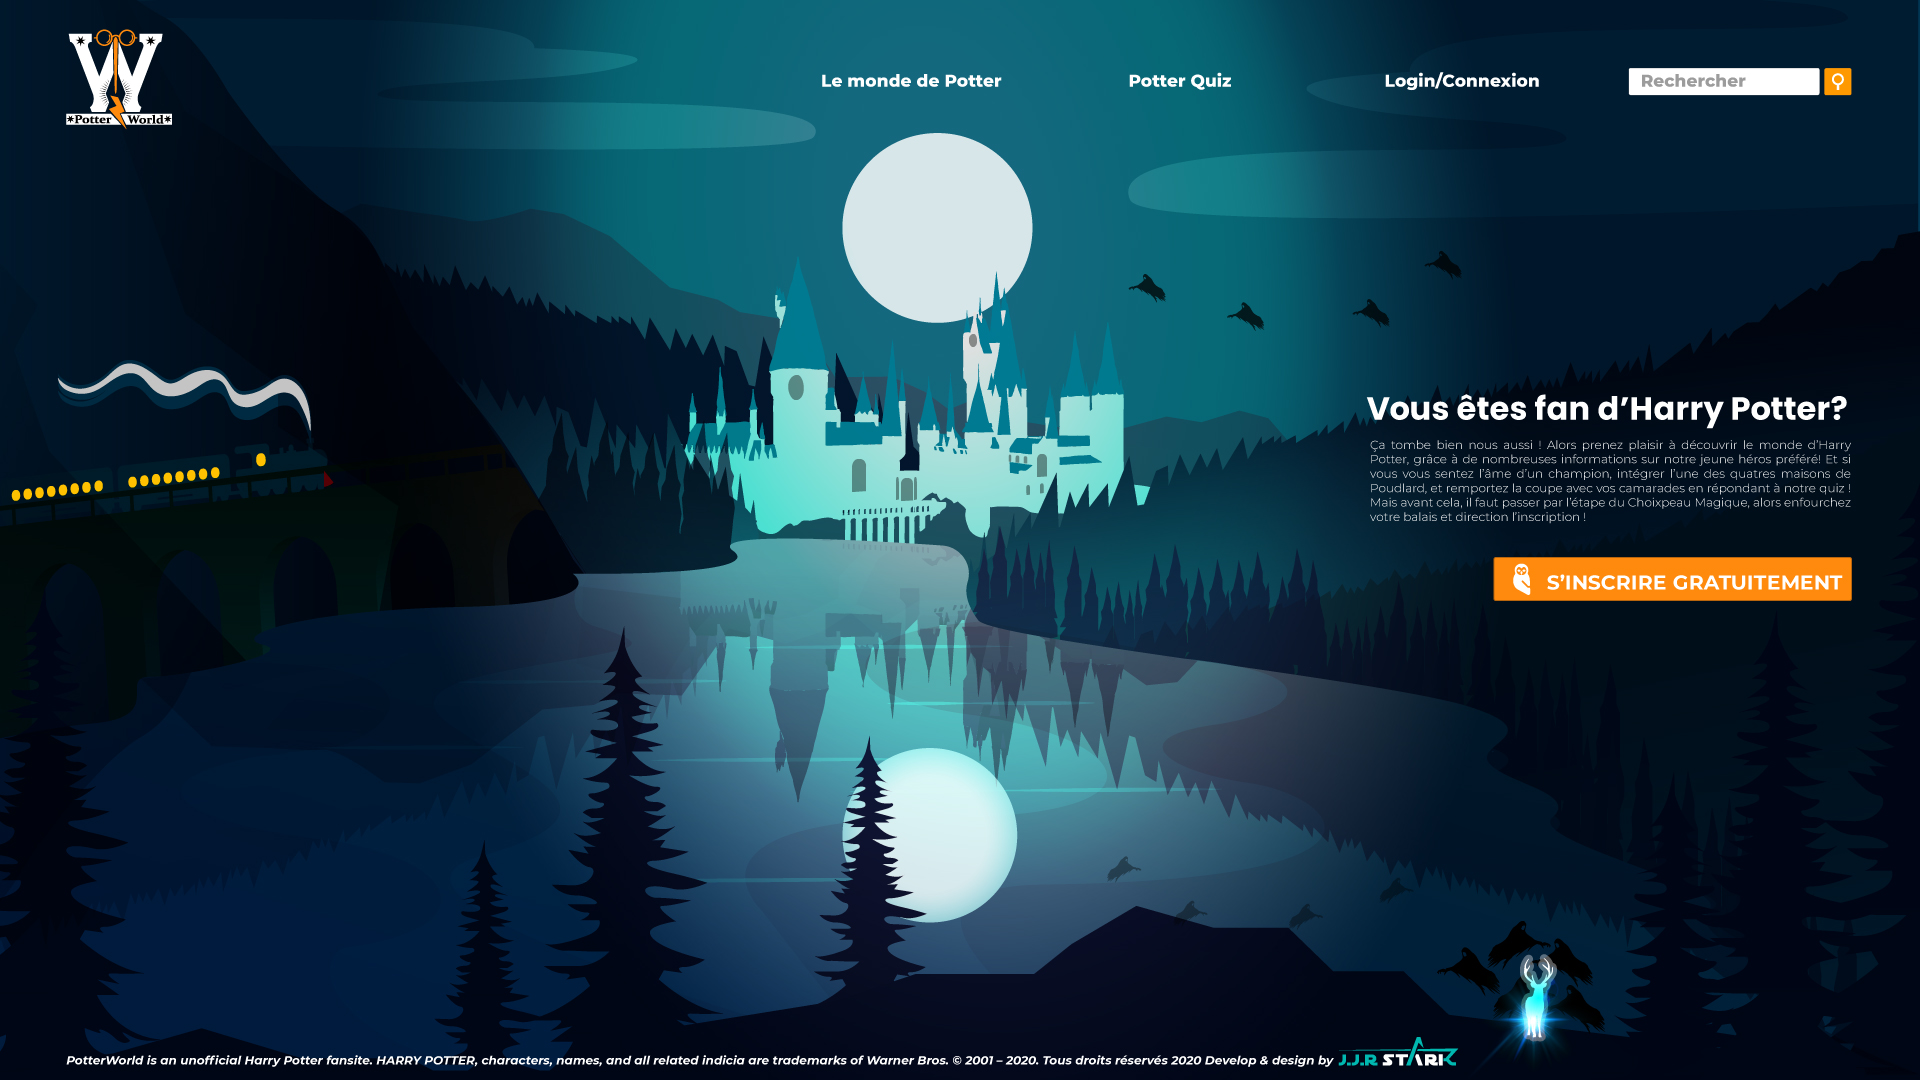 W
*Potter World*
Le monde de Potter
Potter Quiz
Login/Connexion
Rechercher
Vous êtes fan d’Harry Potter?
Ça tombe bien nous aussi ! Alors prenez plaisir à découvrir le monde d’Harry
Potter, grâce à de nombreuses informations sur notre jeune héros préféré! Et si
vous vous sentez l’âme d’un champion, intégrer l’une des quatres maisons de
Poudlard, et remportez la coupe avec vos camarades en répondant à notre quiz !
Mais avant cela, il faut passer par l’étape du Choixpeau Magique, alors enfourchez
votre balais et direction l’inscription !
S’INSCRIRE GRATUITEMENT
PotterWorld is an unofficial Harry Potter fansite. HARRY POTTER, characters, names, and all related indicia are trademarks of Warner Bros. © 2001 – 2020. Tous droits réservés 2020 Develop & design by J.J.R STARK